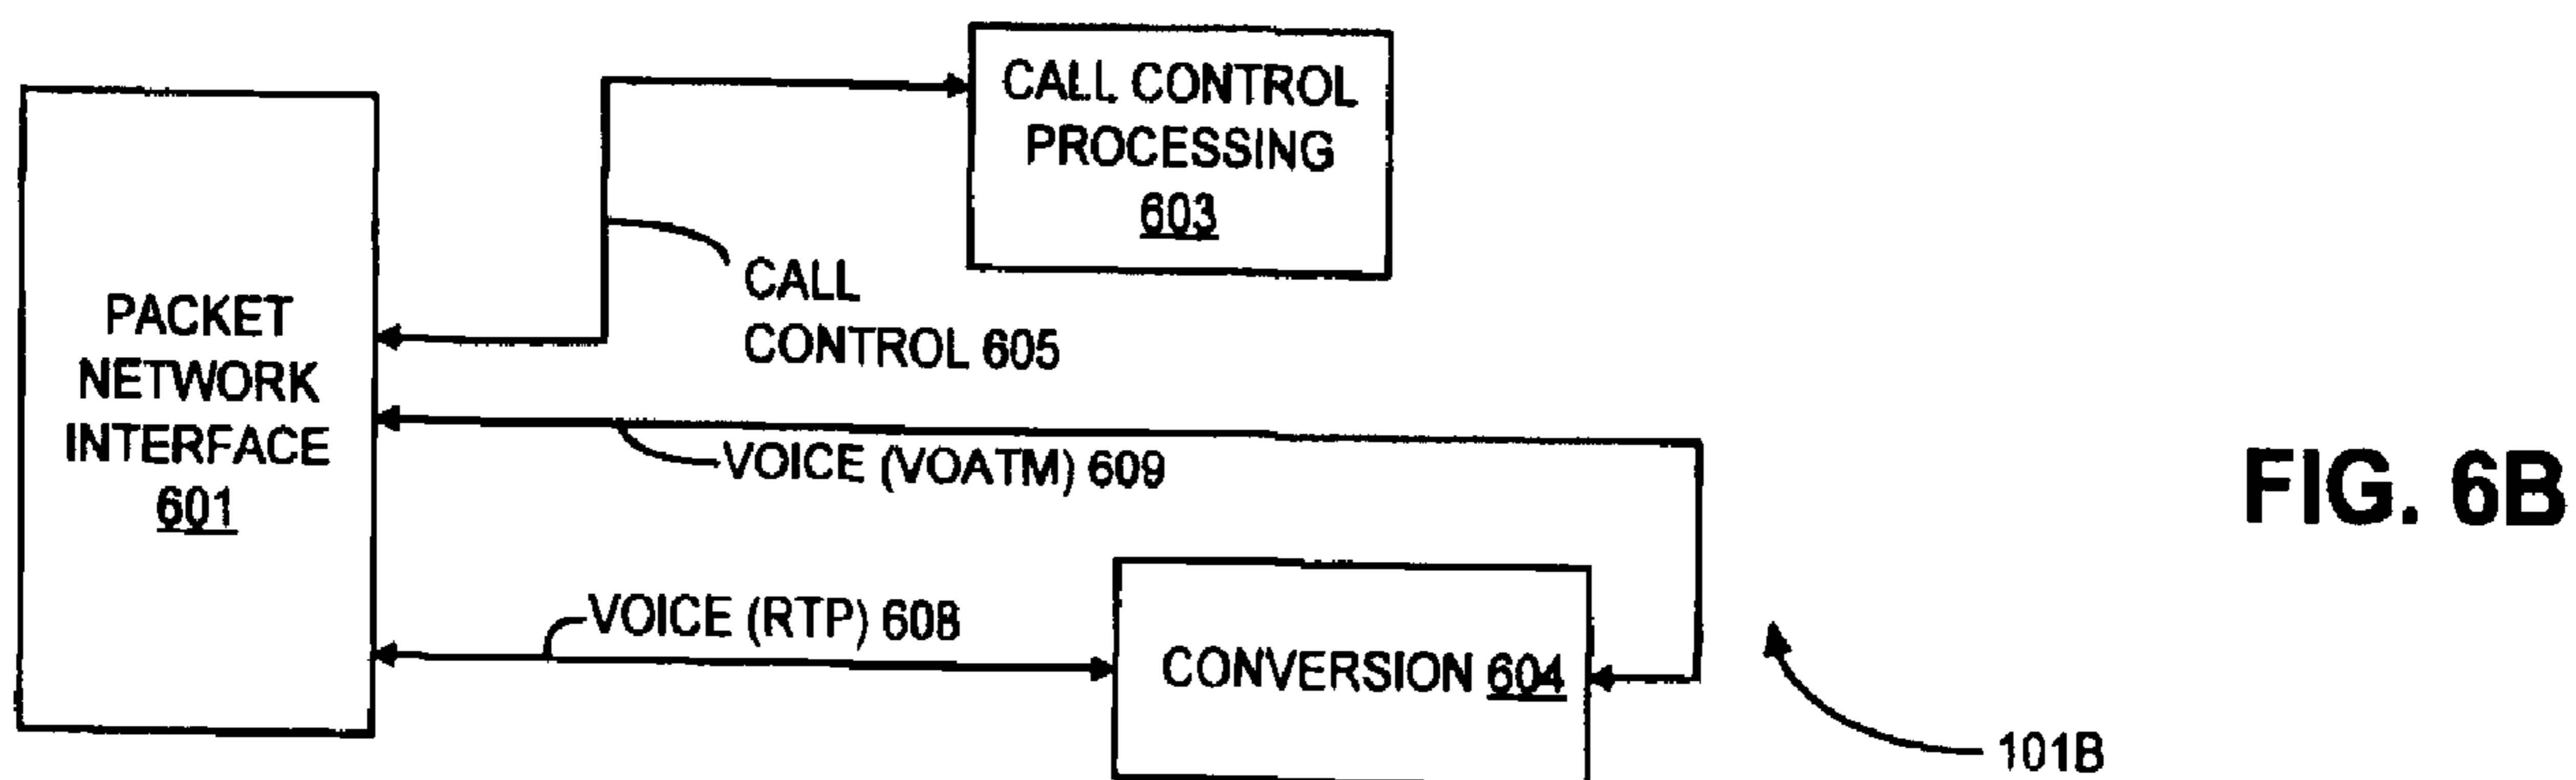 CALL CONTROL
PROCESSING
603
PACKET
NETWORK
INTERFACE
601
CALL
CONTROL 605
VOICE (VOATM) 609
VOICE (RTP) 608
CONVERSION 604
FIG. 6B
101B